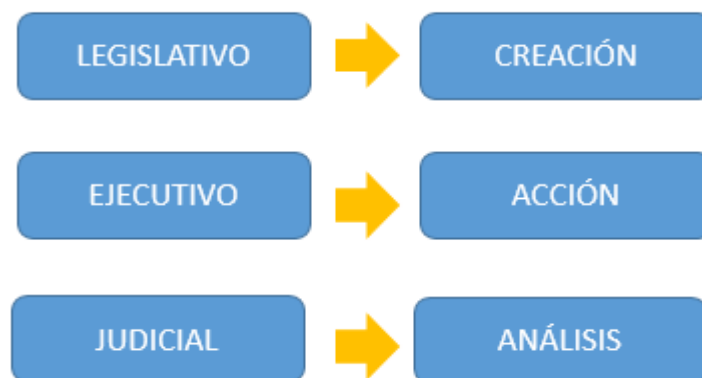 LEGISLATIVO CREACIÓN
EJECUTIVO ACCIÓN
JUDICIAL ANÁLISIS